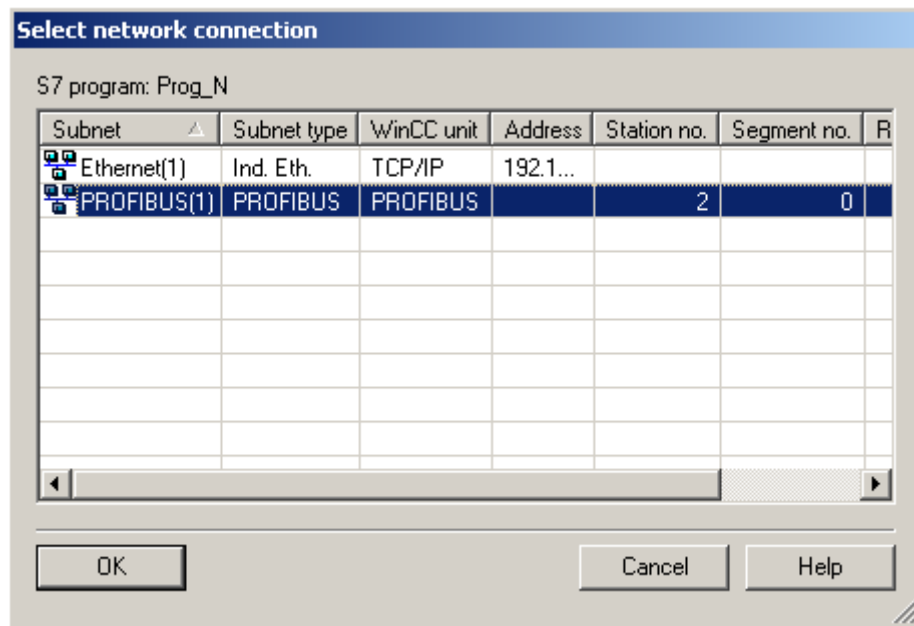 Select network connection
S7 program: Prog_N
Subnet Subnet type WinCC unit Address Station no. Segment no. R
Ethernet(1) Ind. Eth. TCP/IP 192.1...
PROFIBUS(1) PROFIBUS PROFIBUS 2 0
OK Cancel Help